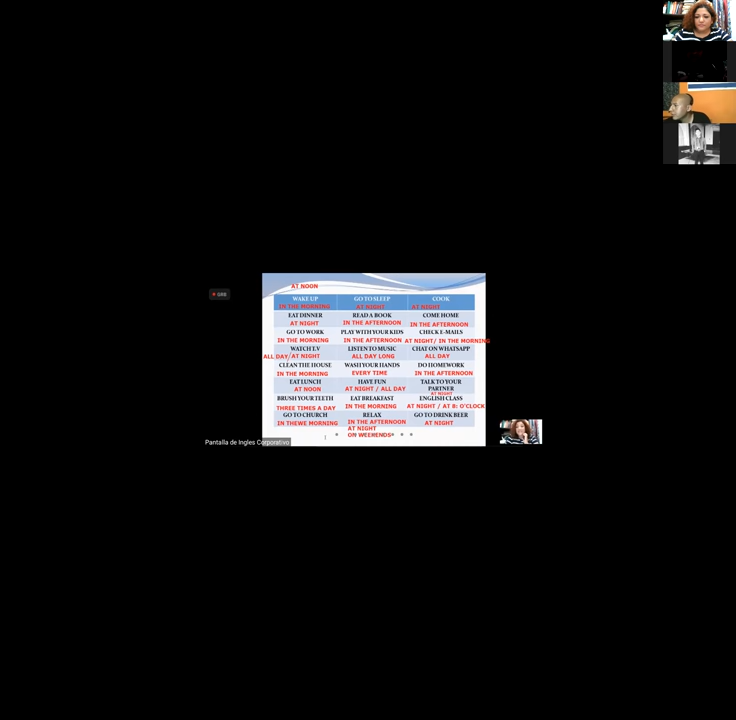 AT NOON
WAKE UP GO TO SLEEP COOK
IN THE MORNING AT NIGHT AT NIGHT
EAT DINNER READ A BOOK COME HOME
AT NIGHT IN THE AFTERNOON IN THE AFTERNOON
GO TO WORK PLAY WITH YOUR KIDS CHECK E-MAILS
IN THE MORNING IN THE AFTERNOON AT NIGHT/ IN THE MORNING
WATCH T.V LISTEN TO MUSIC CHAT ON WHATSAPP
ALL DAY/AT NIGHT ALL DAY LONG ALL DAY
CLEAN THE HOUSE WASH YOUR HANDS DO HOMEWORK
IN THE MORNING EVERY TIME IN THE AFTERNOON
EAT LUNCH HAVE FUN TALK TO YOUR
PARTNER
AT NOON AT NIGHT / ALL DAY AT NIGHT
BRUSH YOUR TEETH EAT BREAKFAST ENGLISH CLASS
THREE TIMES A DAY IN THE MORNING AT NIGHT / AT 8: O'CLOCK
GO TO CHURCH RELAX GO TO DRINK BEER
IN THEWE MORNING IN THE AFTERNOON AT NIGHT
AT NIGHT
ON WEEKENDS
Pantalla de Ingles Corporativo